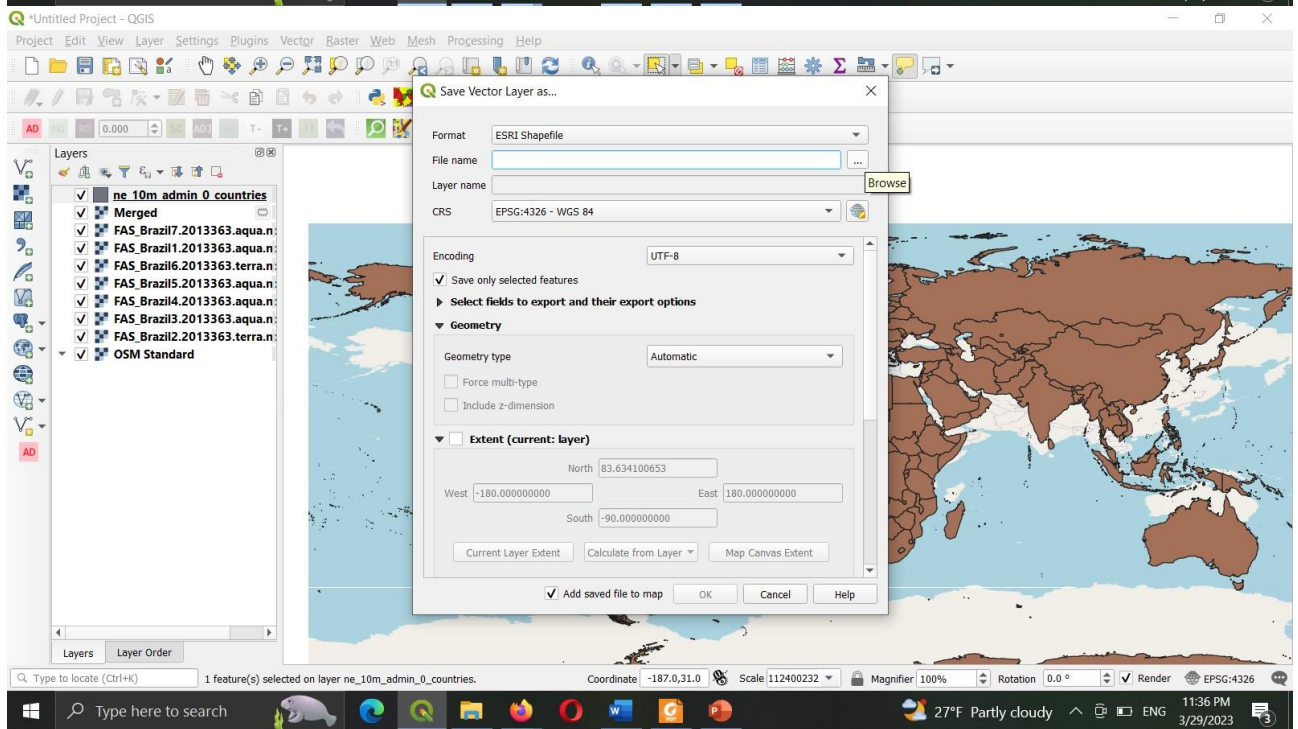 *Untitled Project - QGIS
Project Edit View Layer Settings Plugins Vector Raster Web Mesh Processing Help
Save Vector Layer as...
AD 0.000 SC ADJ T- T+
Format ESRI Shapefile
File name ...
Browse
Layer name
CRS EPSG:4326 - WGS 84
Layers
ne_10m_admin_0_countries
Merged
FAS_Brazil7.2013363.aqua.n
FAS_Brazil1.2013363.aqua.n
FAS_Brazil6.2013363.terra.n
FAS_Brazil5.2013363.aqua.n
FAS_Brazil4.2013363.aqua.n
FAS_Brazil3.2013363.aqua.n
FAS_Brazil2.2013363.terra.n
OSM Standard
AD
Encoding UTF-8
Save only selected features
Select fields to export and their export options
Geometry
Geometry type Automatic
Force multi-type
Include z-dimension
Extent (current: layer)
North 83.634100653
West -180.000000000 East 180.000000000
South -90.000000000
Current Layer Extent Calculate from Layer Map Canvas Extent
Add saved file to map OK Cancel Help
Layers Layer Order
Type to locate (Ctrl+K) 1 feature(s) selected on layer ne_10m_admin_0_countries. Coordinate -187.0,31.0 Scale 112400232 Magnifier 100% Rotation 0.0 ° Render EPSG:4326
Type here to search 27°F Partly cloudy ENG 11:36 PM
3/29/2023
3